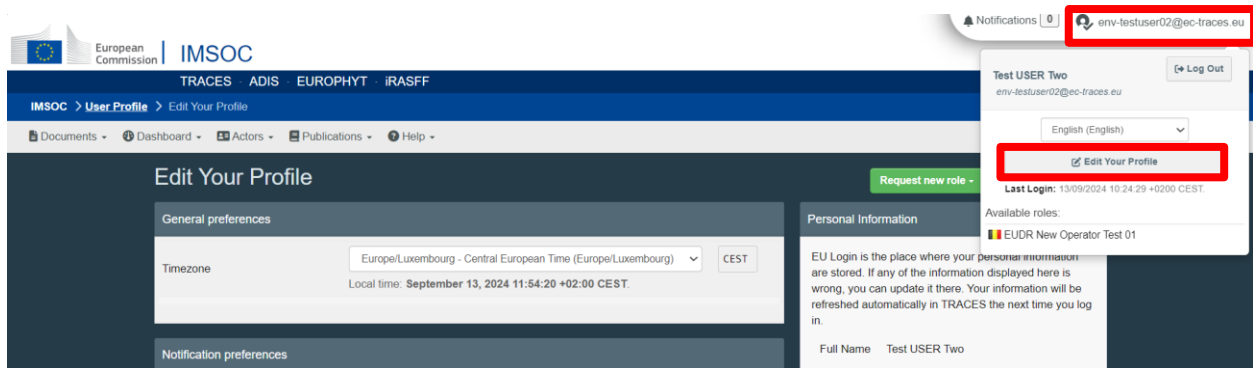 Notifications 0 env-testuser02@ec-traces.eu
European
Commission
IMSOC
TRACES · ADIS · EUROPHYT · iRASFF
IMSOC > User Profile > Edit Your Profile
Documents Dashboard Actors Publications Help
Test USER Two
Log Out
env-testuser02@ec-traces.eu
English (English)
Edit Your Profile
Last Login: 13/09/2024 10:24:29 +0200 CEST.
Available roles:
EUDR New Operator Test 01
Edit Your Profile
Request new role
General preferences
Timezone
Europe/Luxembourg - Central European Time (Europe/Luxembourg)
CEST
Local time: September 13, 2024 11:54:20 +02:00 CEST.
Notification preferences
Personal Information
EU Login is the place where your personal information
are stored. If any of the information displayed here is
wrong, you can update it there. Your information will be
refreshed automatically in TRACES the next time you log
in.
Full Name Test USER Two